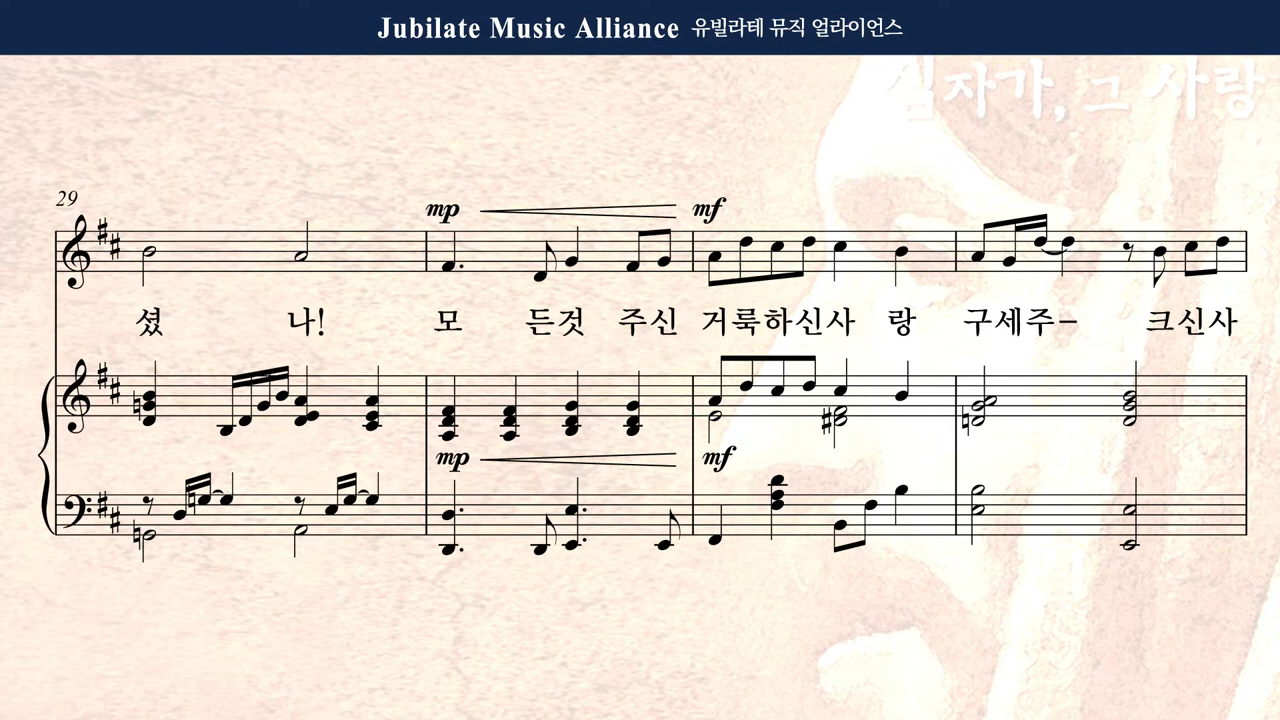 Jubilate Music Alliance 유빌라테 뮤직 얼라이언스
십자가, 그 사랑
29
mp mf
셨 나! 모 든것 주신 거룩하신사 랑 구세주– 크신사
mp mf